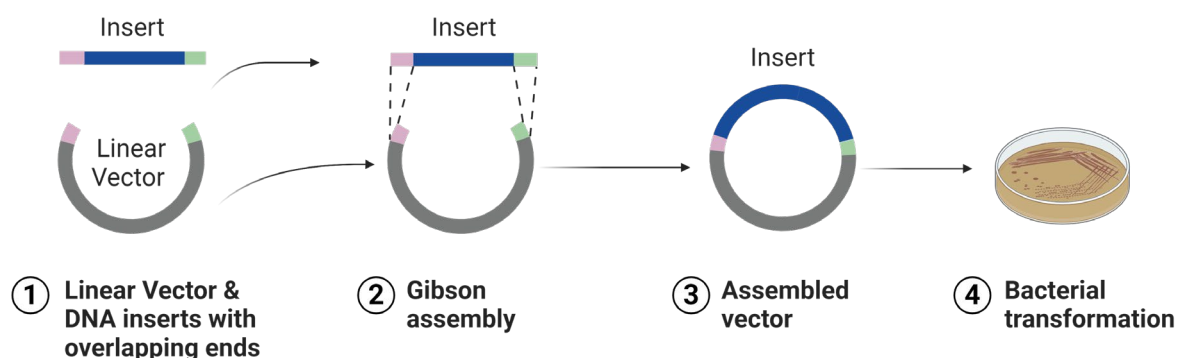 Insert
Linear
Vector
Insert
Insert
1 Linear Vector &
DNA inserts with
overlapping ends
2 Gibson
assembly
3 Assembled
vector
4 Bacterial
transformation